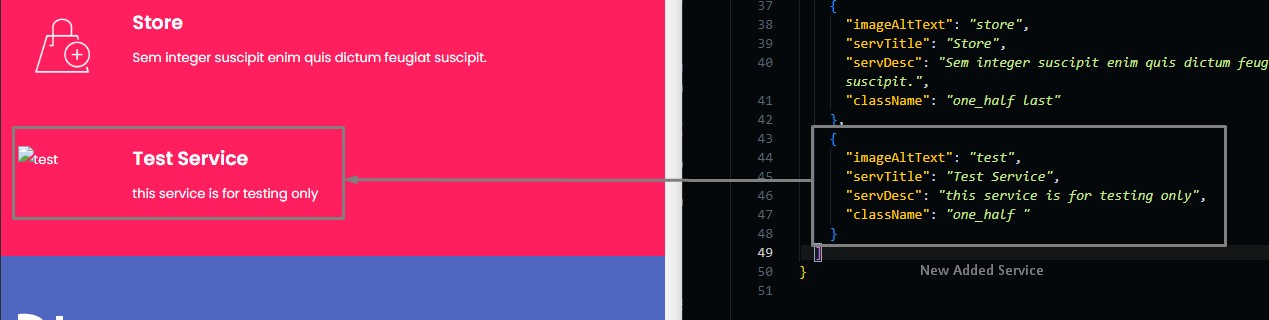 Store
Sem integer suscipit enim quis dictum feugiat suscipit.
test
Test Service
this service is for testing only
37 {
38 "imageAltText": "store",
39 "servTitle": "Store",
40 "servDesc": "Sem integer suscipit enim quis dictum feug
suscipit.",
41 "className": "one_half last"
42 },
43 {
44 "imageAltText": "test",
45 "servTitle": "Test Service",
46 "servDesc": "this service is for testing only",
47 "className": "one_half "
48 }
49 ]
50 }
51
New Added Service